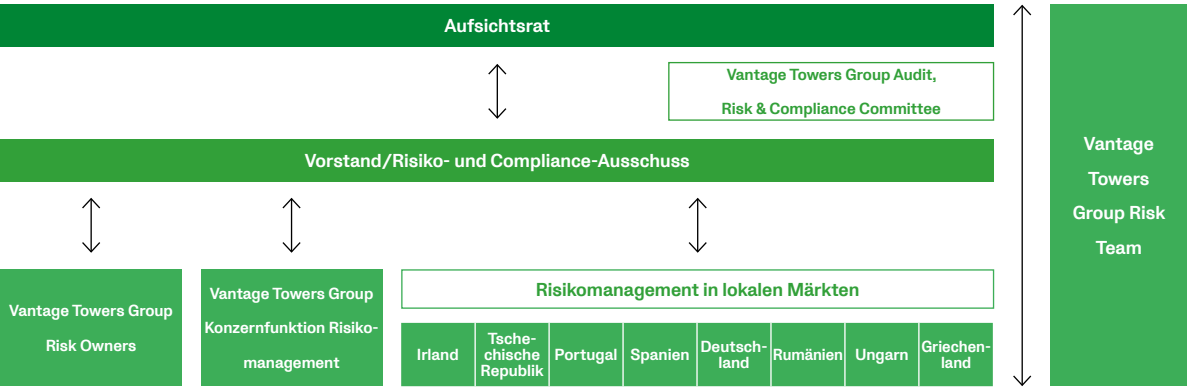 Aufsichtsrat
Vantage Towers Group Audit,
Risk & Compliance Committee
Vorstand/Risiko- und Compliance-Ausschuss
Vantage Towers Group
Risk Owners
Vantage Towers Group
Konzernfunktion Risiko-
management
Risikomanagement in lokalen Märkten
Irland
Tsche-
chische
Republik
Portugal
Spanien
Deutsch-
land
Rumänien
Ungarn
Griechen-
land
Vantage
Towers
Group Risk
Team